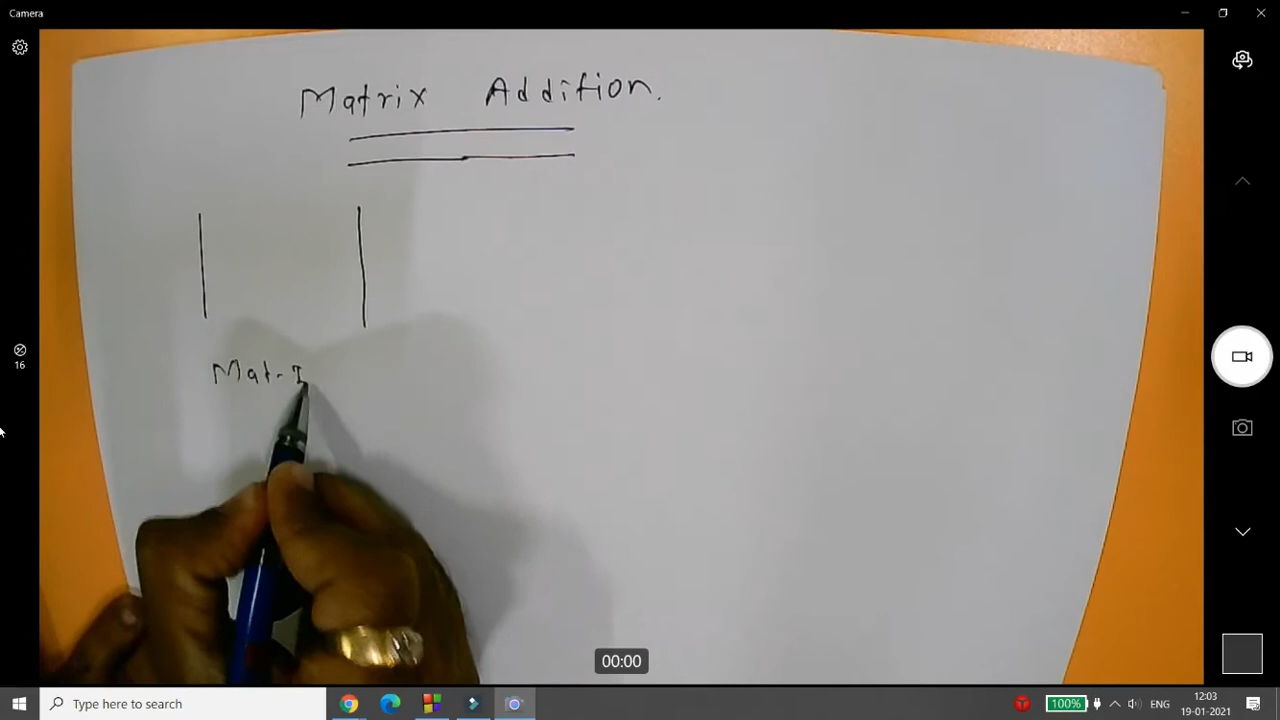 Camera
Matrix Addition.
Mat-I
16
00:00
Type here to search
100%
ENG
12:03
19-01-2021